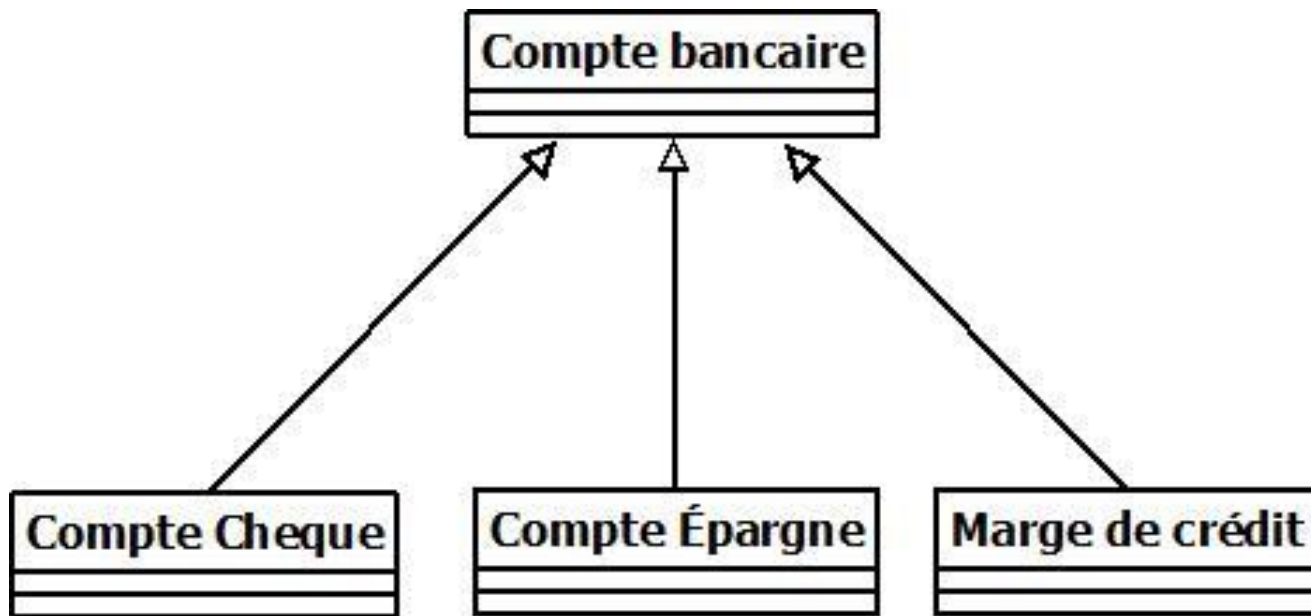 Compte bancaire
Compte Cheque
Compte Épargne
Marge de crédit